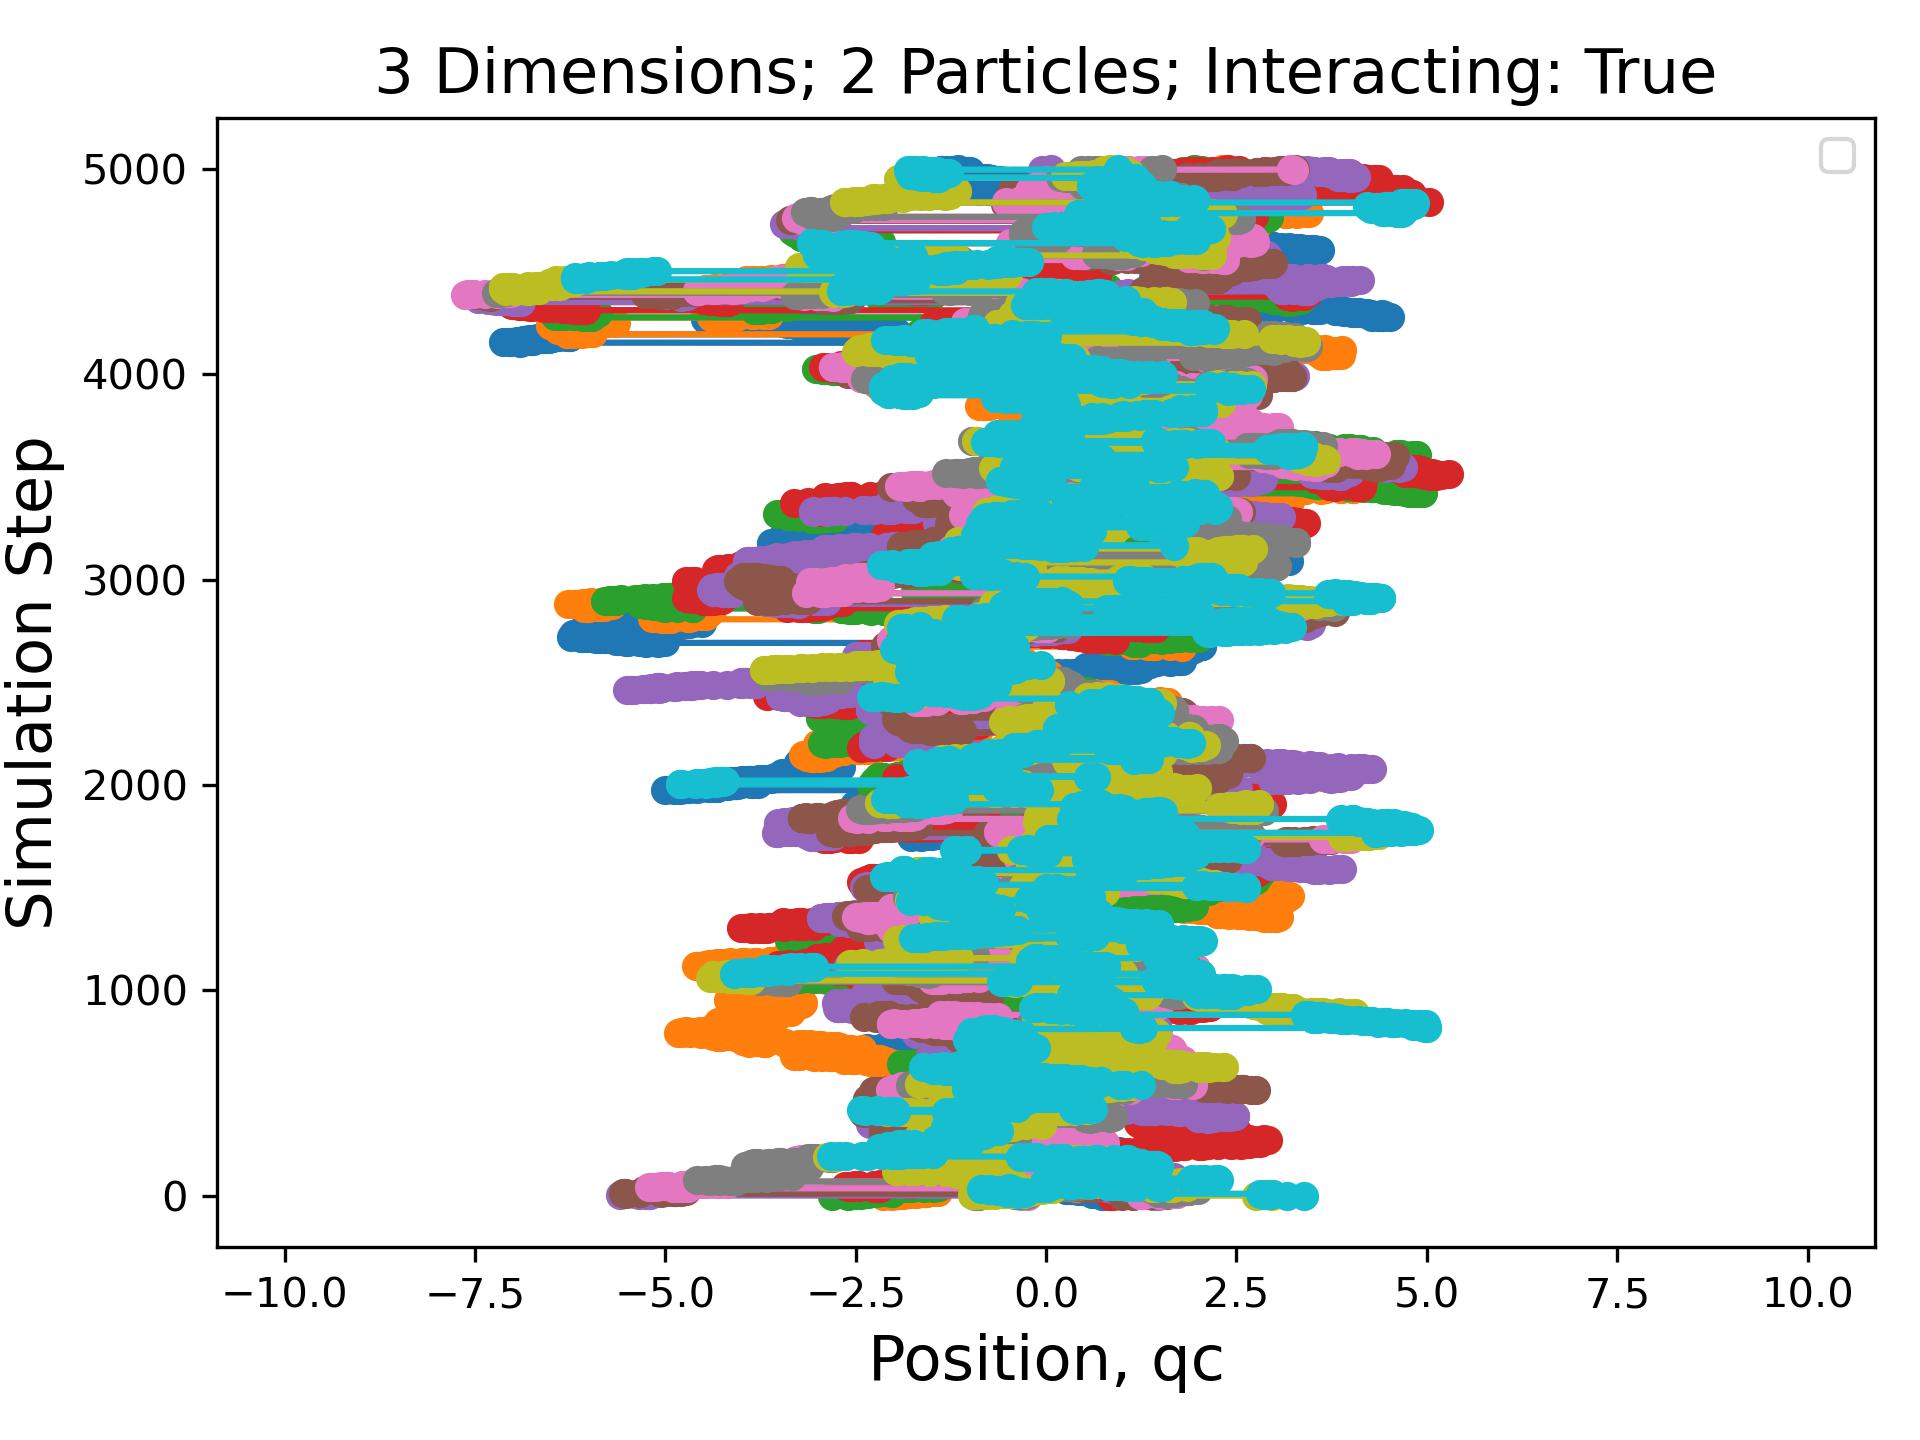 3 Dimensions; 2 Particles; Interacting: True
5000
4000
3000
2000
1000
0
Simulation Step
−10.0 −7.5 −5.0 −2.5 0.0 2.5 5.0 7.5 10.0
Position, qc